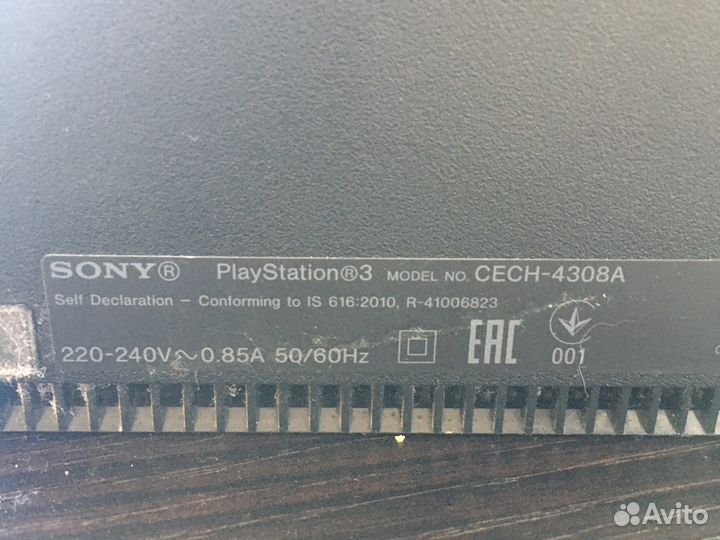 SONY® PlayStation®3 MODEL NO. CECH-4308A
Self Declaration - Conforming to IS 616:2010, R-41006823
220-240V~0.85A 50/60Hz EAC 001
Avito